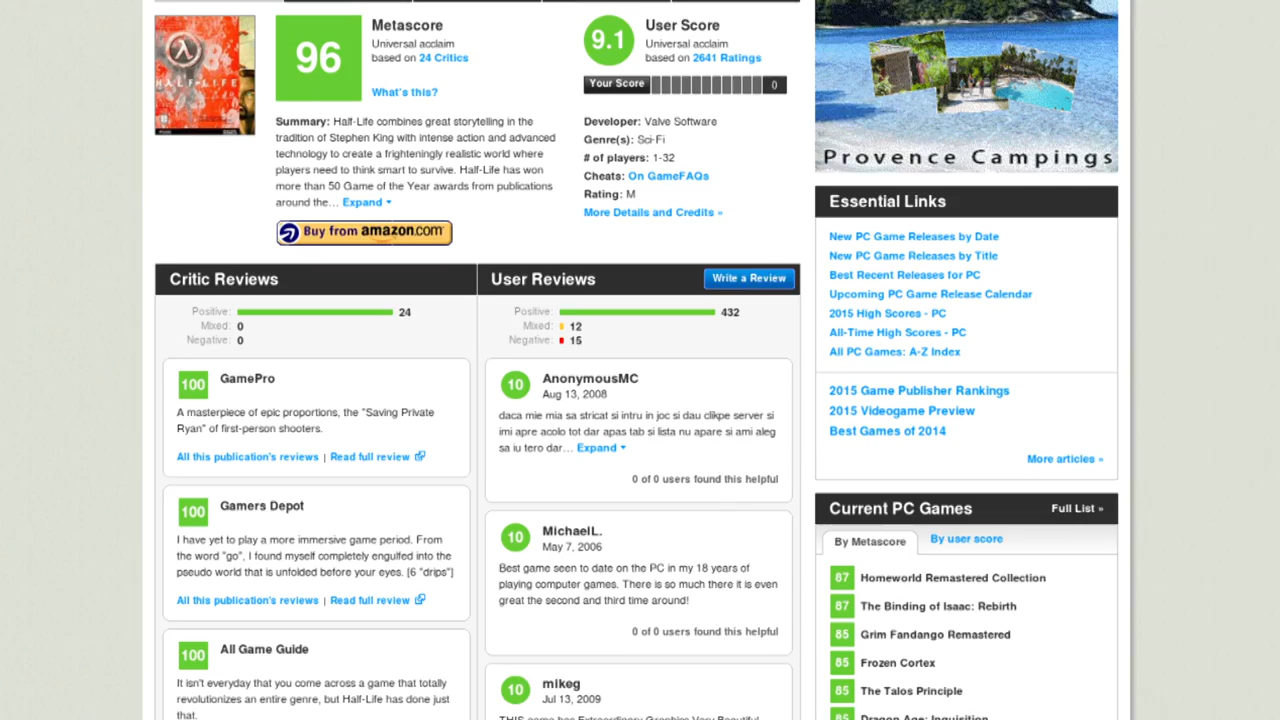 HALF-LIFE
96
Metascore
Universal acclaim
based on 24 Critics
What's this?
9.1
User Score
Universal acclaim
based on 2641 Ratings
Your Score
0
Summary: Half-Life combines great storytelling in the
tradition of Stephen King with intense action and advanced
technology to create a frighteningly realistic world where
players need to think smart to survive. Half-Life has won
more than 50 Game of the Year awards from publications
around the... Expand
Buy from amazon.com
Developer: Valve Software
Genre(s): Sci-Fi
# of players: 1-32
Cheats: On GameFAQs
Rating: M
More Details and Credits »
Critic Reviews
Positive: 24
Mixed: 0
Negative: 0
100
GamePro
A masterpiece of epic proportions, the "Saving Private
Ryan" of first-person shooters.
All this publication's reviews | Read full review
100
Gamers Depot
I have yet to play a more immersive game period. From
the word "go", I found myself completely engulfed into the
pseudo world that is unfolded before your eyes. [6 "drips"]
All this publication's reviews | Read full review
100
All Game Guide
It isn't everyday that you come across a game that totally
revolutionizes an entire genre, but Half-Life has done just
that.
User Reviews
Write a Review
Positive: 432
Mixed: 12
Negative: 15
10
AnonymousMC
Aug 13, 2008
daca mie mia sa stricat si intru in joc si dau clikpe server si
imi apre acolo tot dar apas tab si lista nu apare si ami aleg
sa iu tero dar... Expand
0 of 0 users found this helpful
10
MichaelL.
May 7, 2006
Best game seen to date on the PC in my 18 years of
playing computer games. There is so much there it is even
great the second and third time around!
0 of 0 users found this helpful
10
mikeg
Jul 13, 2009
THIS game has Extraordinary Graphics Very Beautiful
Provence Campings
Essential Links
New PC Game Releases by Date
New PC Game Releases by Title
Best Recent Releases for PC
Upcoming PC Game Release Calendar
2015 High Scores - PC
All-Time High Scores - PC
All PC Games: A-Z Index
2015 Game Publisher Rankings
2015 Videogame Preview
Best Games of 2014
More articles »
Current PC Games
Full List »
By Metascore
By user score
87 Homeworld Remastered Collection
87 The Binding of Isaac: Rebirth
85 Grim Fandango Remastered
85 Frozen Cortex
85 The Talos Principle
85 Dragon Age: Inquisition